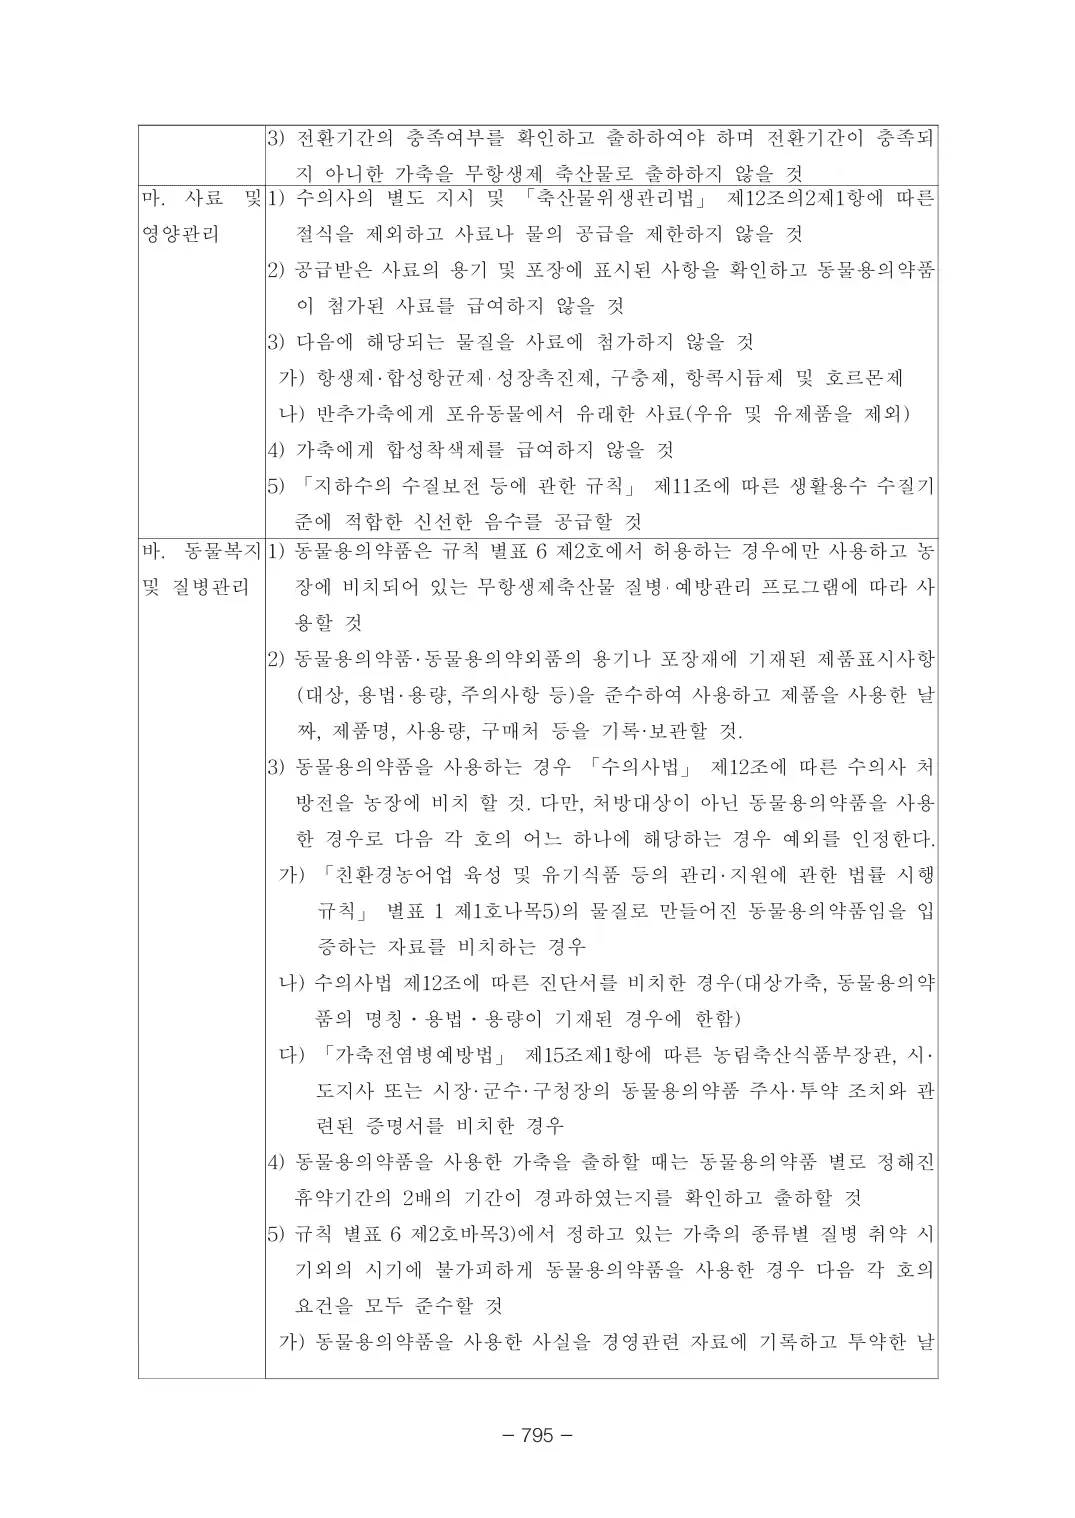 3) 전환기간의 충족여부를 확인하고 출하하여야 하며 전환기간이 충족되
지 아니한 가축을 무항생제 축산물로 출하하지 않을 것
마. 사료 및
영양관리
1) 수의사의 별도 지시 및 「축산물위생관리법」 제12조의2제1항에 따른
절식을 제외하고 사료나 물의 공급을 제한하지 않을 것
2) 공급받은 사료의 용기 및 포장에 표시된 사항을 확인하고 동물용의약품
이 첨가된 사료를 급여하지 않을 것
3) 다음에 해당되는 물질을 사료에 첨가하지 않을 것
가) 항생제·합성항균제·성장촉진제, 구충제, 항콕시듐제 및 호르몬제
나) 반추가축에게 포유동물에서 유래한 사료(우유 및 유제품을 제외)
4) 가축에게 합성착색제를 급여하지 않을 것
5) 「지하수의 수질보전 등에 관한 규칙」 제11조에 따른 생활용수 수질기
준에 적합한 신선한 음수를 공급할 것
바. 동물복지
및 질병관리
1) 동물용의약품은 규칙 별표 6 제2호에서 허용하는 경우에만 사용하고 농
장에 비치되어 있는 무항생제축산물 질병·예방관리 프로그램에 따라 사
용할 것
2) 동물용의약품·동물용의약외품의 용기나 포장재에 기재된 제품표시사항
(대상, 용법·용량, 주의사항 등)을 준수하여 사용하고 제품을 사용한 날
짜, 제품명, 사용량, 구매처 등을 기록·보관할 것.
3) 동물용의약품을 사용하는 경우 「수의사법」 제12조에 따른 수의사 처
방전을 농장에 비치 할 것. 다만, 처방대상이 아닌 동물용의약품을 사용
한 경우로 다음 각 호의 어느 하나에 해당하는 경우 예외를 인정한다.
가) 「친환경농어업 육성 및 유기식품 등의 관리·지원에 관한 법률 시행
규칙」 별표 1 제1호나목5)의 물질로 만들어진 동물용의약품임을 입
증하는 자료를 비치하는 경우
나) 수의사법 제12조에 따른 진단서를 비치한 경우(대상가축, 동물용의약
품의 명칭・용법・용량이 기재된 경우에 한함)
다) 「가축전염병예방법」 제15조제1항에 따른 농림축산식품부장관, 시·
도지사 또는 시장·군수·구청장의 동물용의약품 주사·투약 조치와 관
련된 증명서를 비치한 경우
4) 동물용의약품을 사용한 가축을 출하할 때는 동물용의약품 별로 정해진
휴약기간의 2배의 기간이 경과하였는지를 확인하고 출하할 것
5) 규칙 별표 6 제2호바목3)에서 정하고 있는 가축의 종류별 질병 취약 시
기외의 시기에 불가피하게 동물용의약품을 사용한 경우 다음 각 호의
요건을 모두 준수할 것
가) 동물용의약품을 사용한 사실을 경영관련 자료에 기록하고 투약한 날
- 795 -